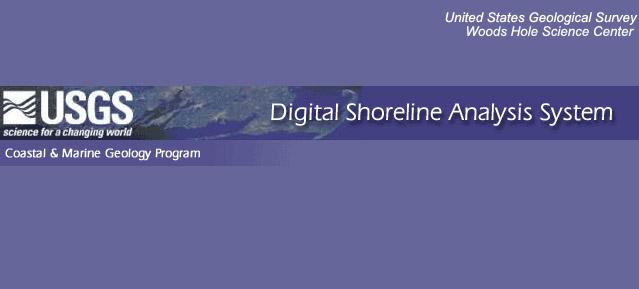 United States Geological Survey
Woods Hole Science Center
USGS
science for a changing world
Digital Shoreline Analysis System
Coastal & Marine Geology Program